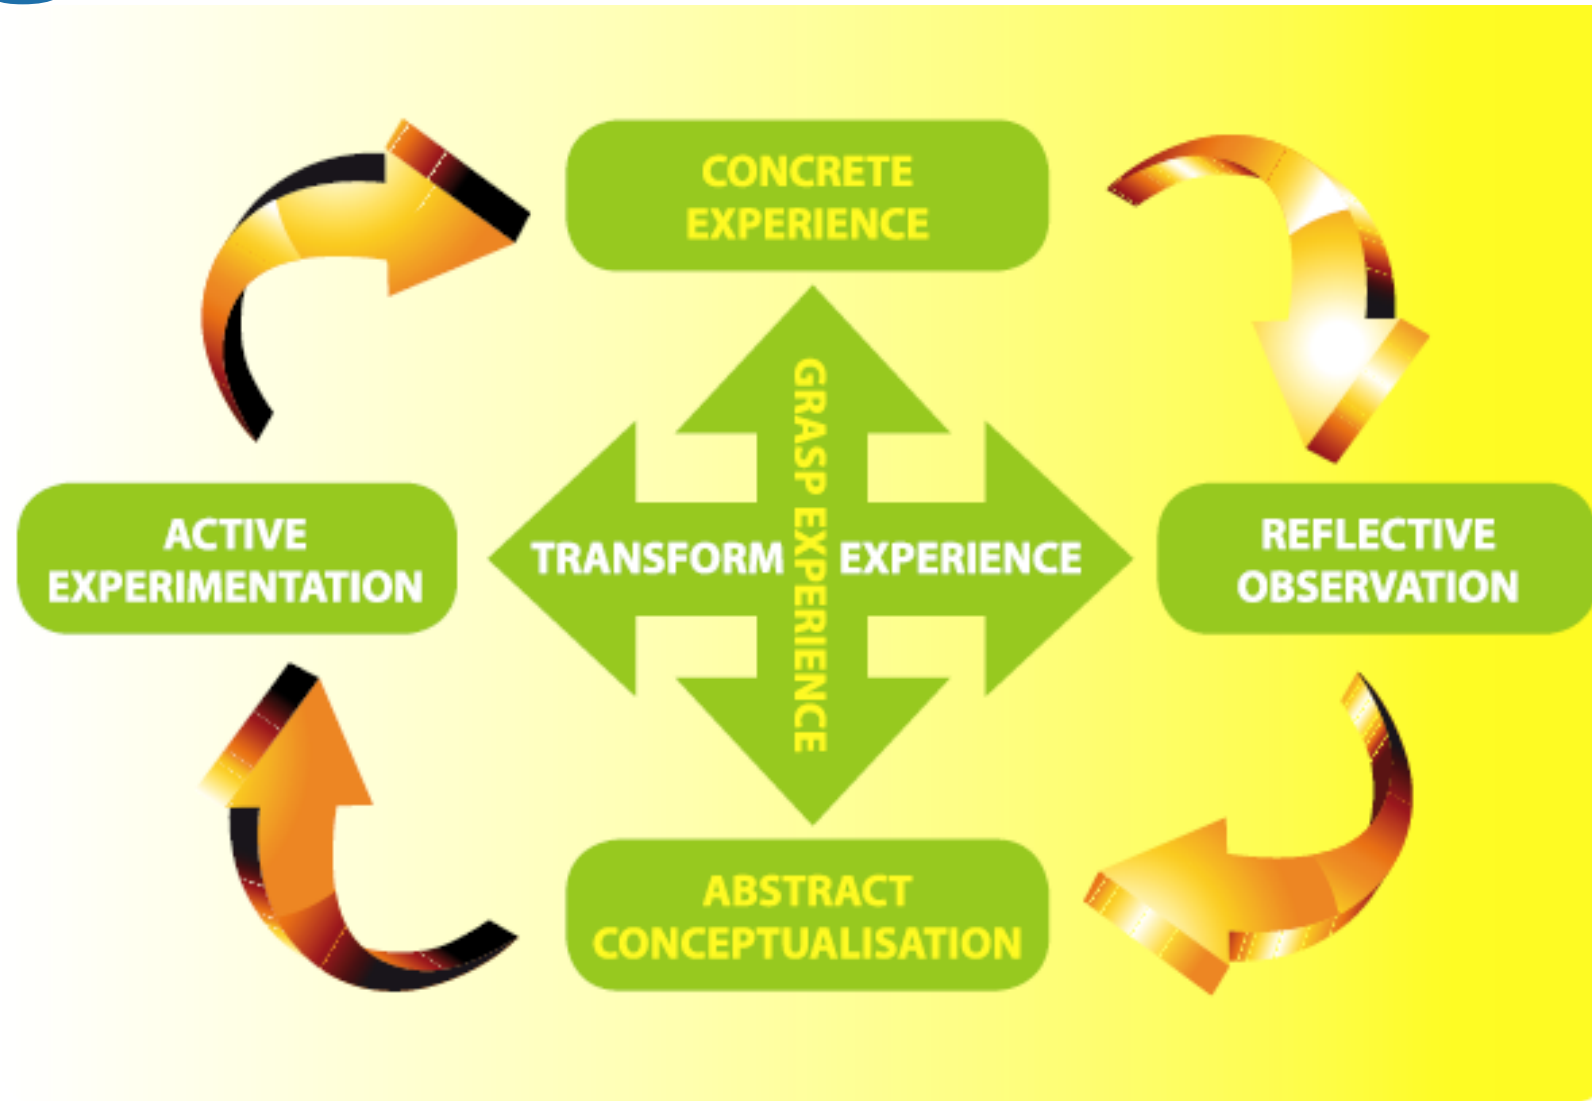 CONCRETE
EXPERIENCE
GRASP EXPERIENCE
ACTIVE
EXPERIMENTATION
TRANSFORM EXPERIENCE
REFLECTIVE
OBSERVATION
ABSTRACT
CONCEPTUALISATION